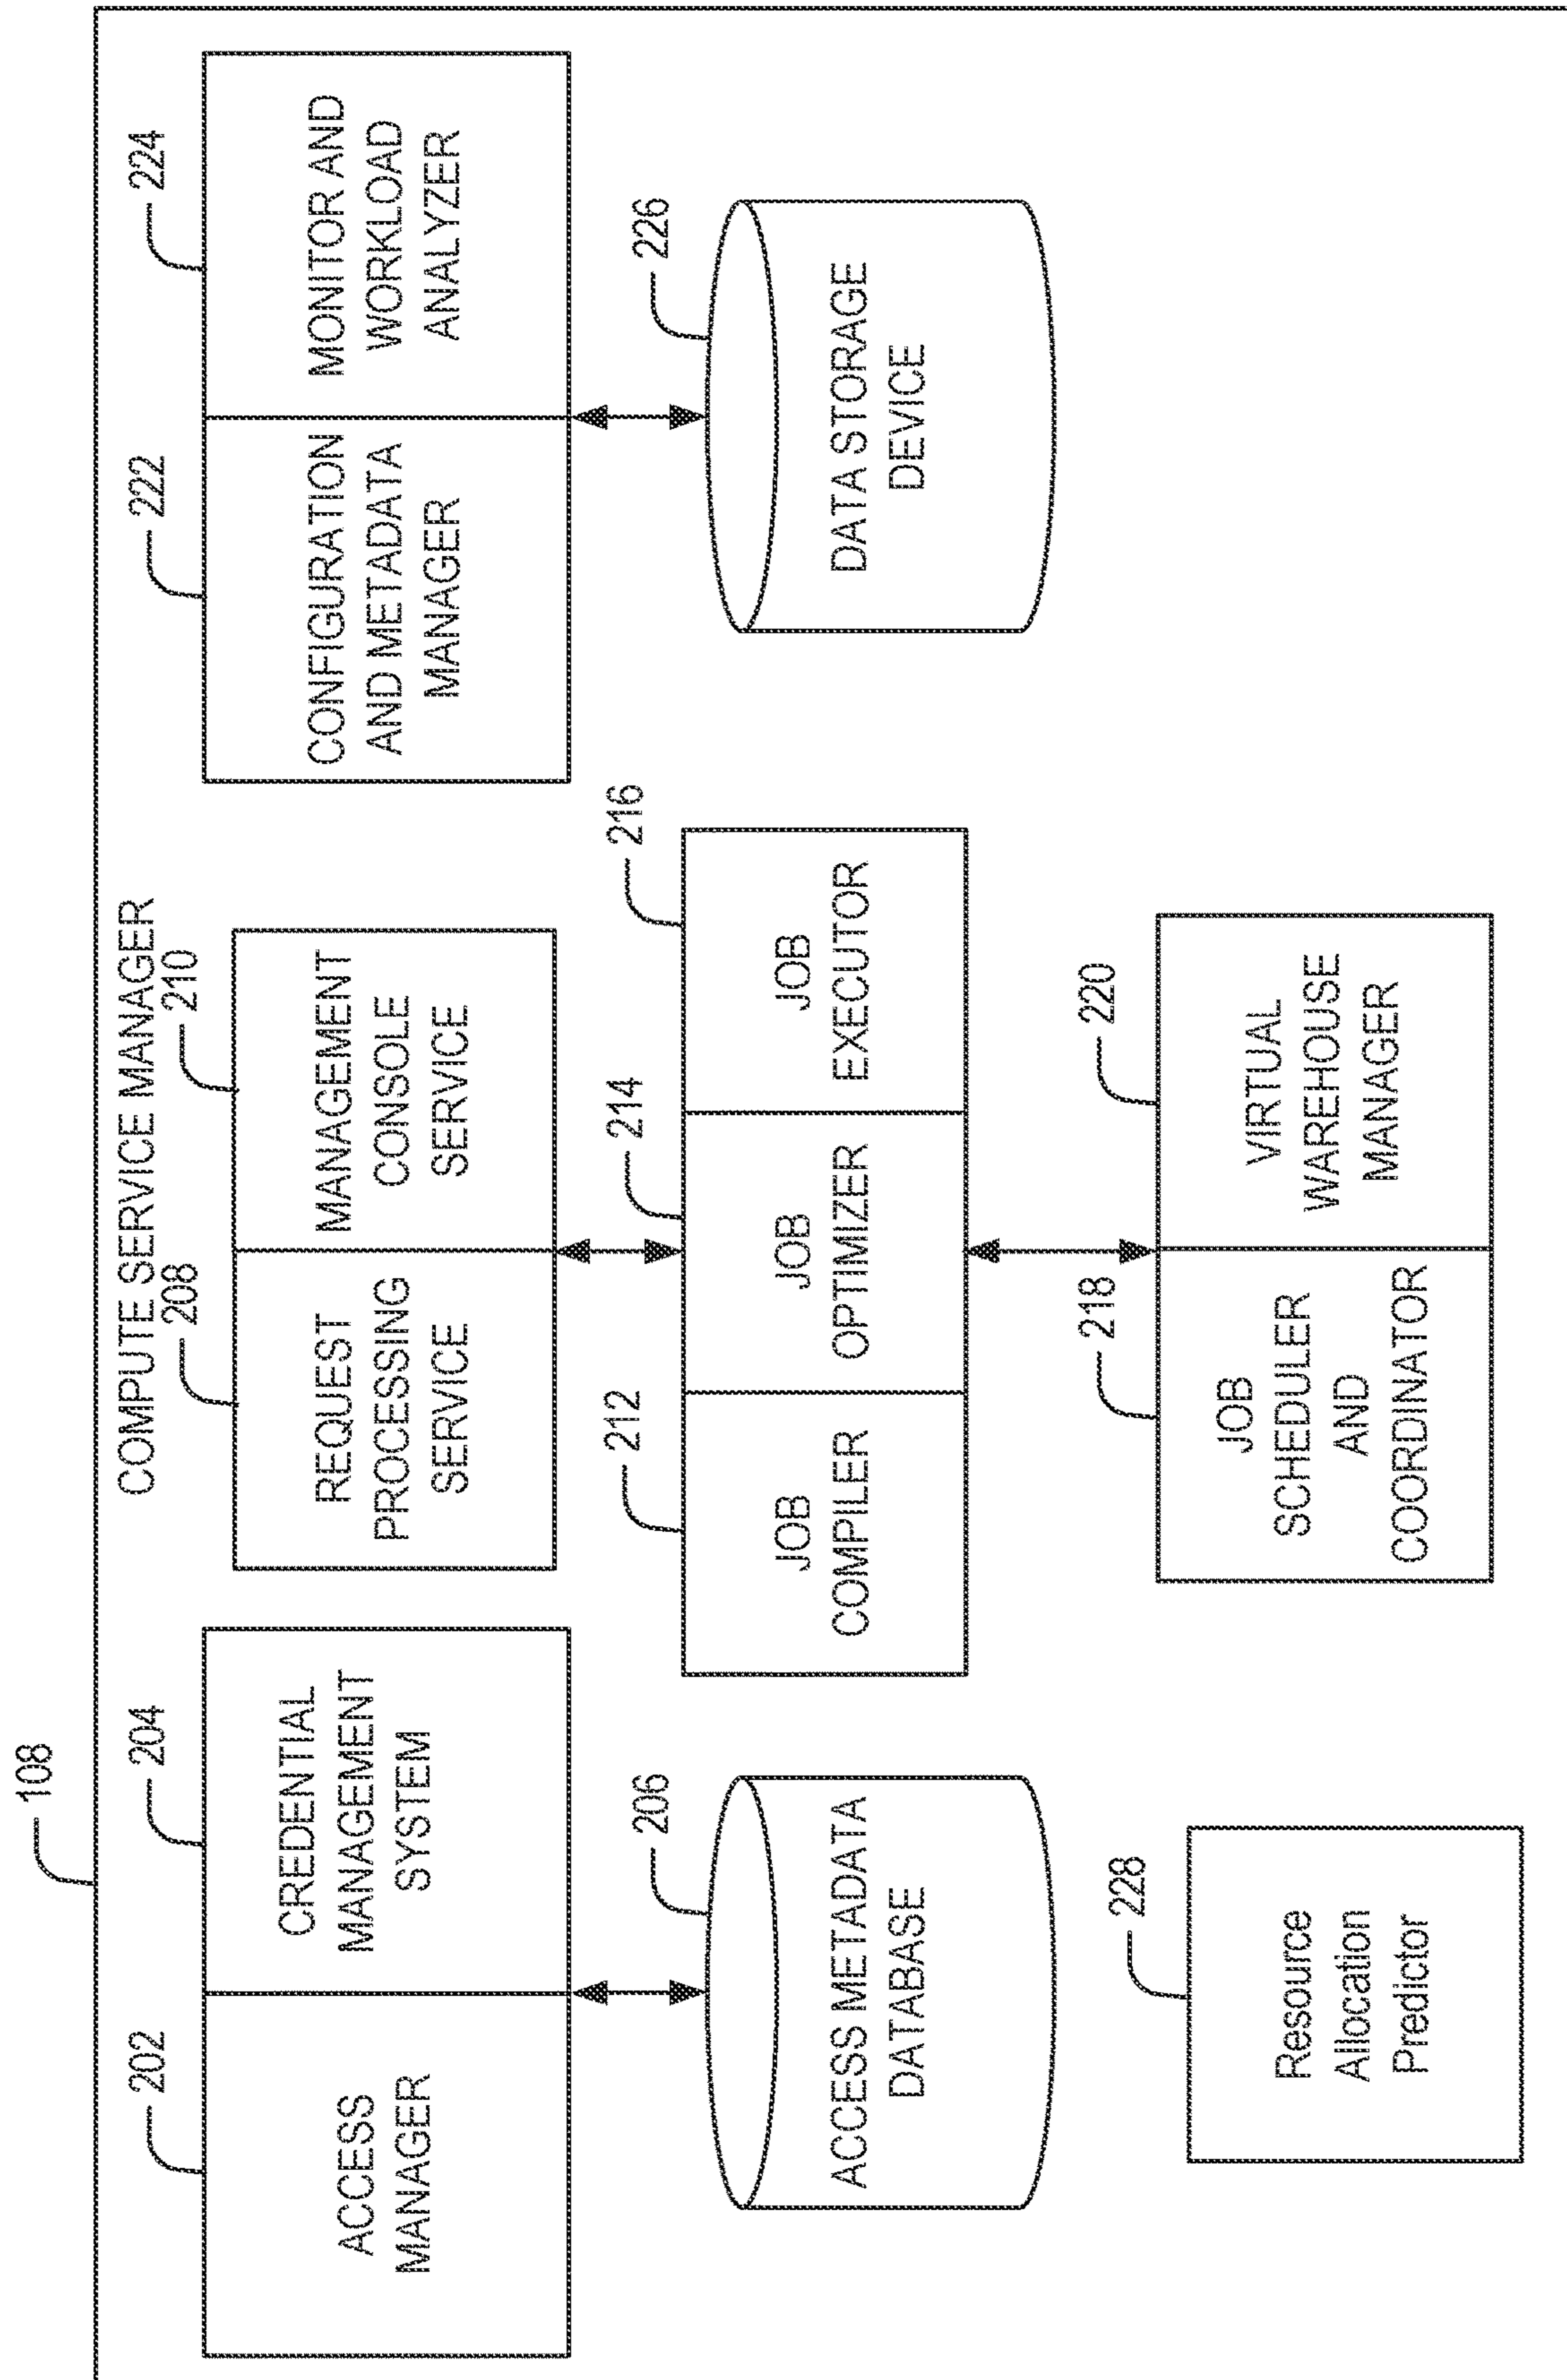 108
COMPUTE SERVICE MANAGER
202
204
208
210
222
224
ACCESS
MANAGER
CREDENTIAL
MANAGEMENT
SYSTEM
REQUEST
PROCESSING
SERVICE
MANAGEMENT
CONSOLE
SERVICE
CONFIGURATION
AND METADATA
MANAGER
MONITOR AND
WORKLOAD
ANALYZER
206
212
214
216
226
ACCESS METADATA
DATABASE
JOB
COMPILER
JOB
OPTIMIZER
JOB
EXECUTOR
DATA STORAGE
DEVICE
228
218
220
Resource
Allocation
Predictor
JOB
SCHEDULER
AND
COORDINATOR
VIRTUAL
WAREHOUSE
MANAGER